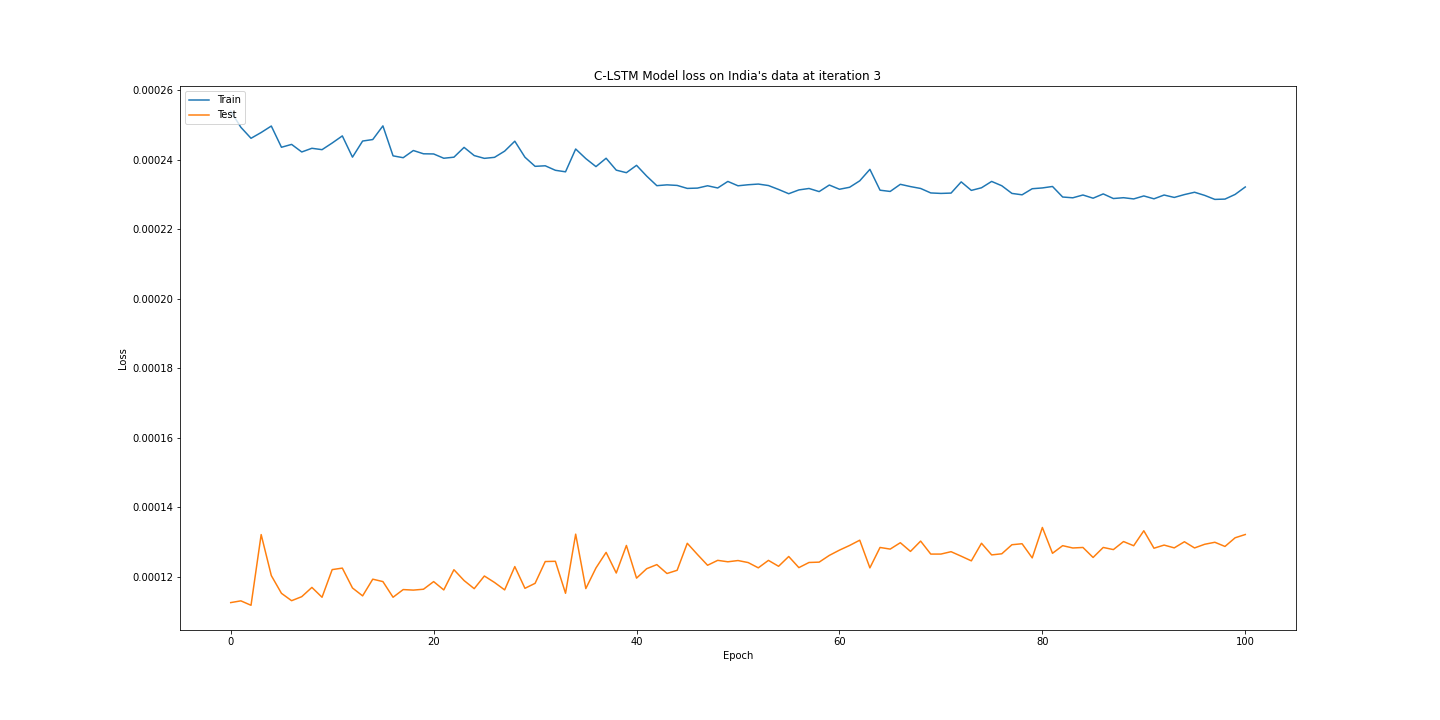 C-LSTM Model loss on India's data at iteration 3
Train
Test
0.00026
0.00024
0.00022
0.00020
0.00018
0.00016
0.00014
0.00012
Loss
0 20 40 60 80 100
Epoch